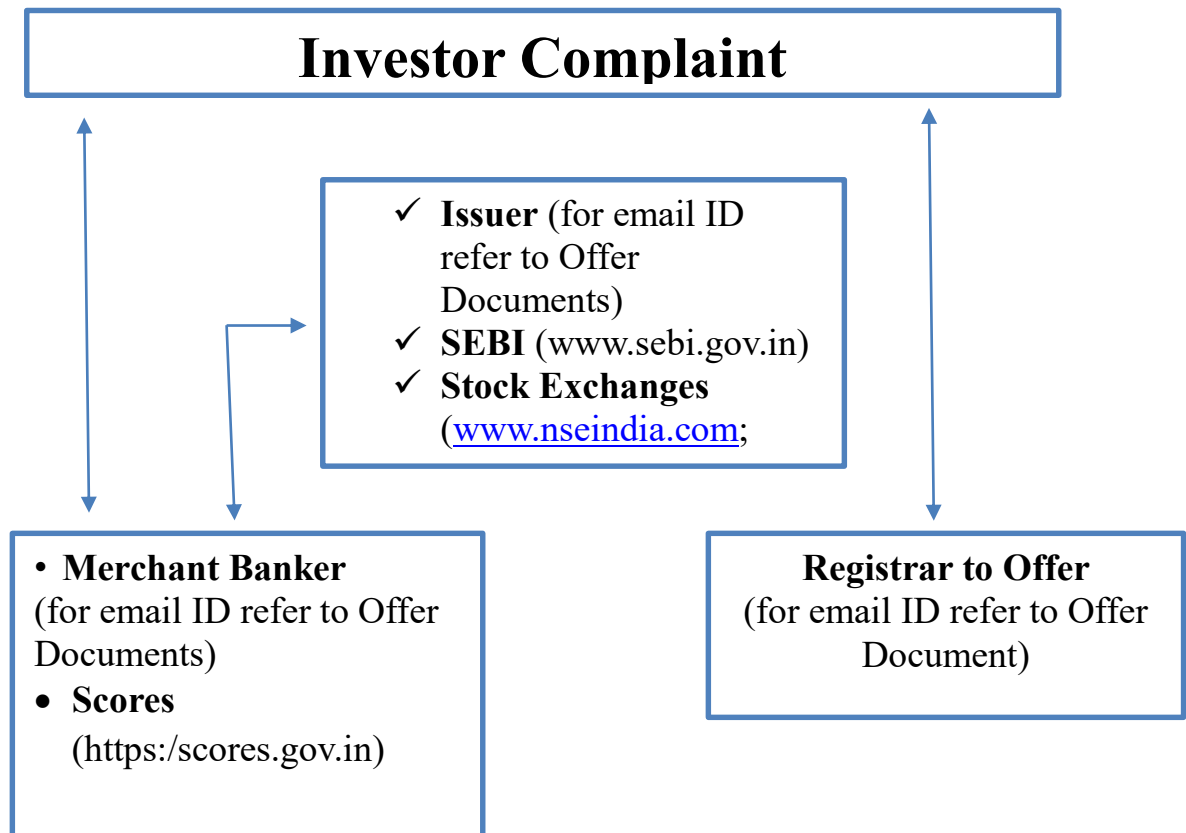 Investor Complaint
✓ Issuer (for email ID
refer to Offer
Documents)
✓ SEBI (www.sebi.gov.in)
✓ Stock Exchanges
(www.nseindia.com;
• Merchant Banker
(for email ID refer to Offer
Documents)
• Scores
(https:/scores.gov.in)
Registrar to Offer
(for email ID refer to Offer
Document)